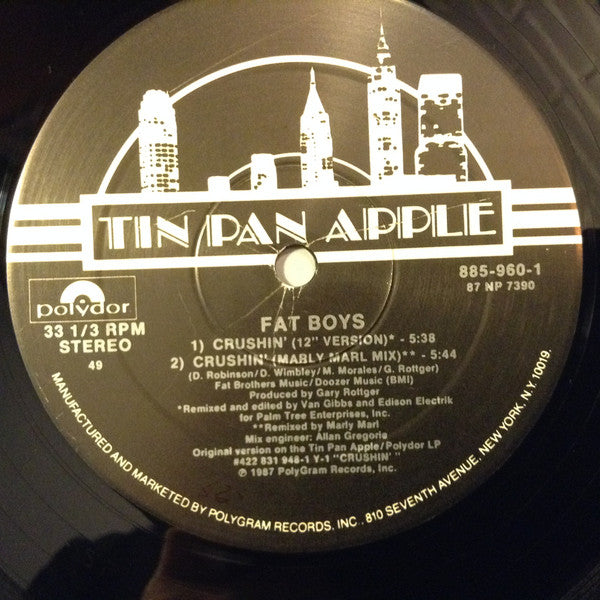 TIN PAN APPLE
polydor
33 1/3 RPM
STEREO
49
885-960-1
87 NP 7390
FAT BOYS
1) CRUSHIN' (12" VERSION)* - 5:38
2) CRUSHIN' (MABLY MARL MIX)** - 5:44
(D. Robinson/D. Wimbley/M. Morales/G. Rottger)
Fat Brothers Music/Doozer Music (BMI)
Produced by Gary Rottger
*Remixed and edited by Van Gibbs and Edison Electrik
for Palm Tree Enterprises, Inc.
**Remixed by Marly Marl
Mix engineer: Allan Gregorie
Original version on the Tin Pan Apple/Polydor LP
#422 831 948-1 Y-1 "CRUSHIN'"
℗ 1987 PolyGram Records, Inc.
MANUFACTURED AND MARKETED BY POLYGRAM RECORDS, INC. 810 SEVENTH AVENUE, NEW YORK, N.Y. 10019.